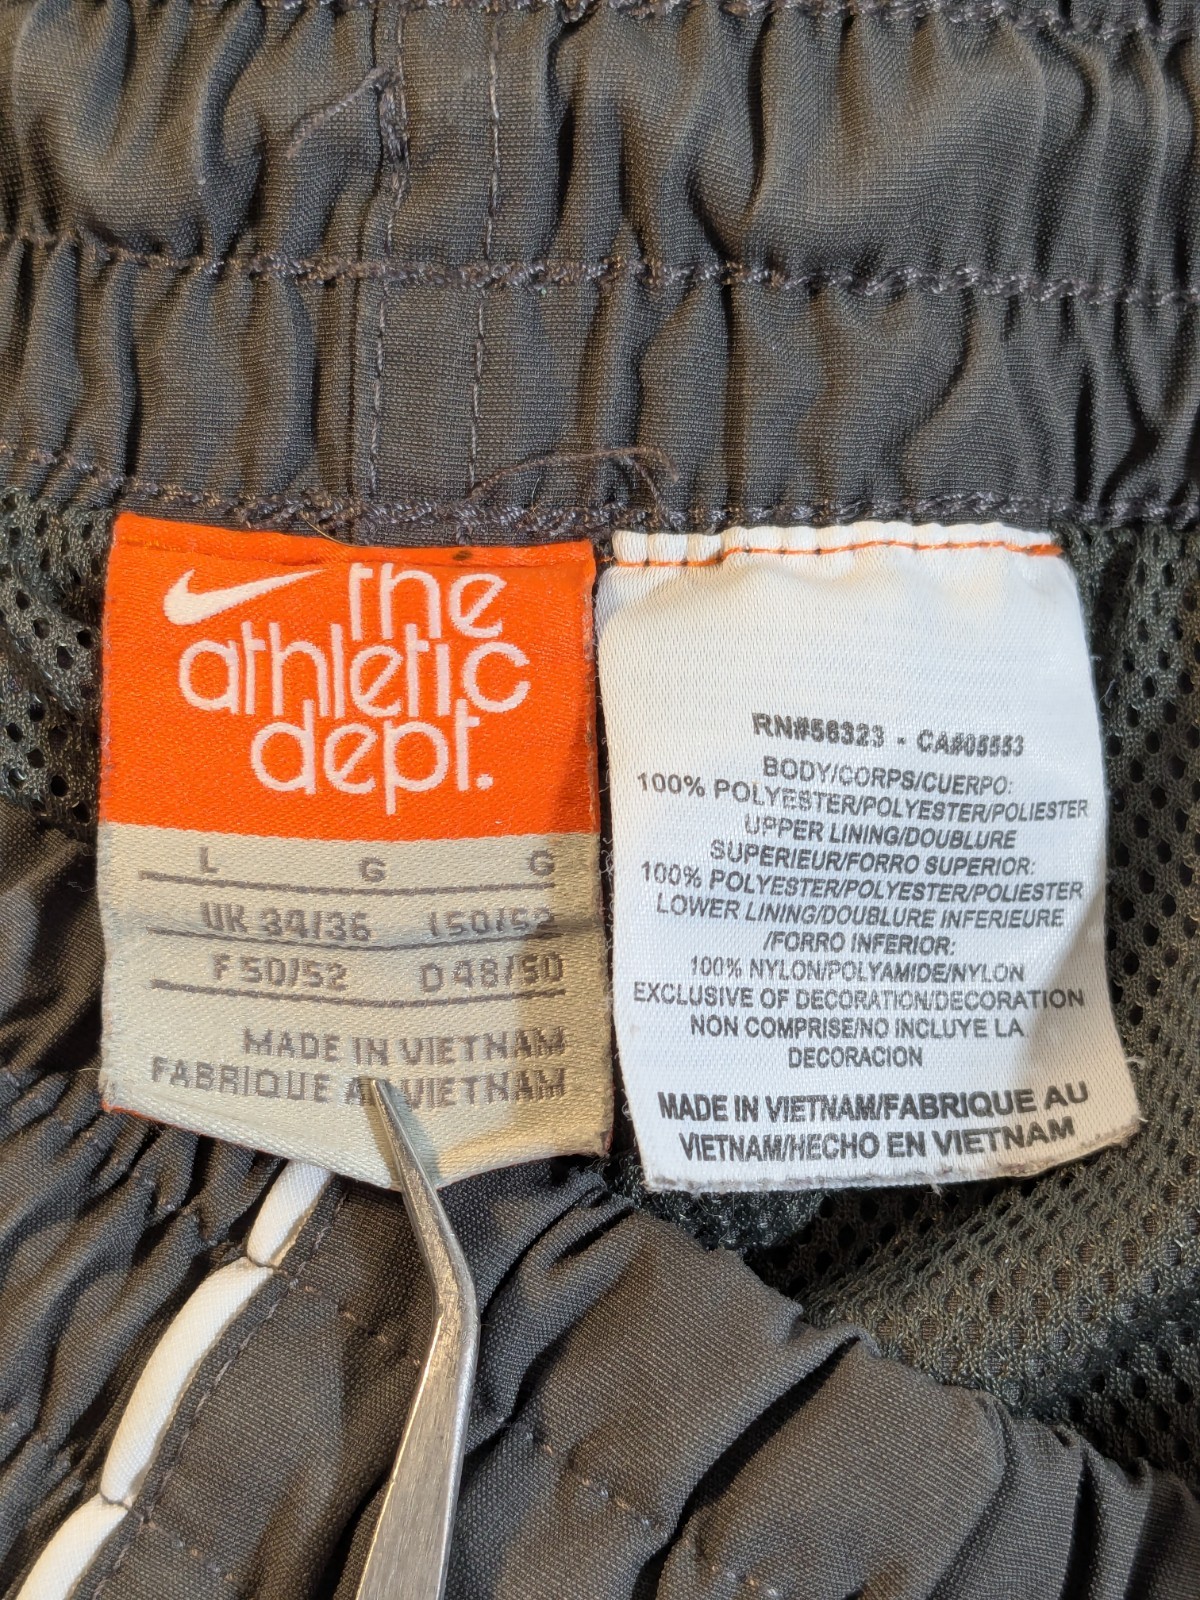 the
athletic
dept.
L G G
UK 34/36 I 50/52
F 50/52 D 48/50
MADE IN VIETNAM
FABRIQUE AU VIETNAM
RN#56323 - CA#05553
BODY/CORPS/CUERPO:
100% POLYESTER/POLYESTER/POLIESTER
UPPER LINING/DOUBLURE
SUPERIEUR/FORRO SUPERIOR:
100% POLYESTER/POLYESTER/POLIESTER
LOWER LINING/DOUBLURE INFERIEURE
/FORRO INFERIOR:
100% NYLON/POLYAMIDE/NYLON
EXCLUSIVE OF DECORATION/DECORATION
NON COMPRISE/NO INCLUYE LA
DECORACION
MADE IN VIETNAM/FABRIQUE AU
VIETNAM/HECHO EN VIETNAM